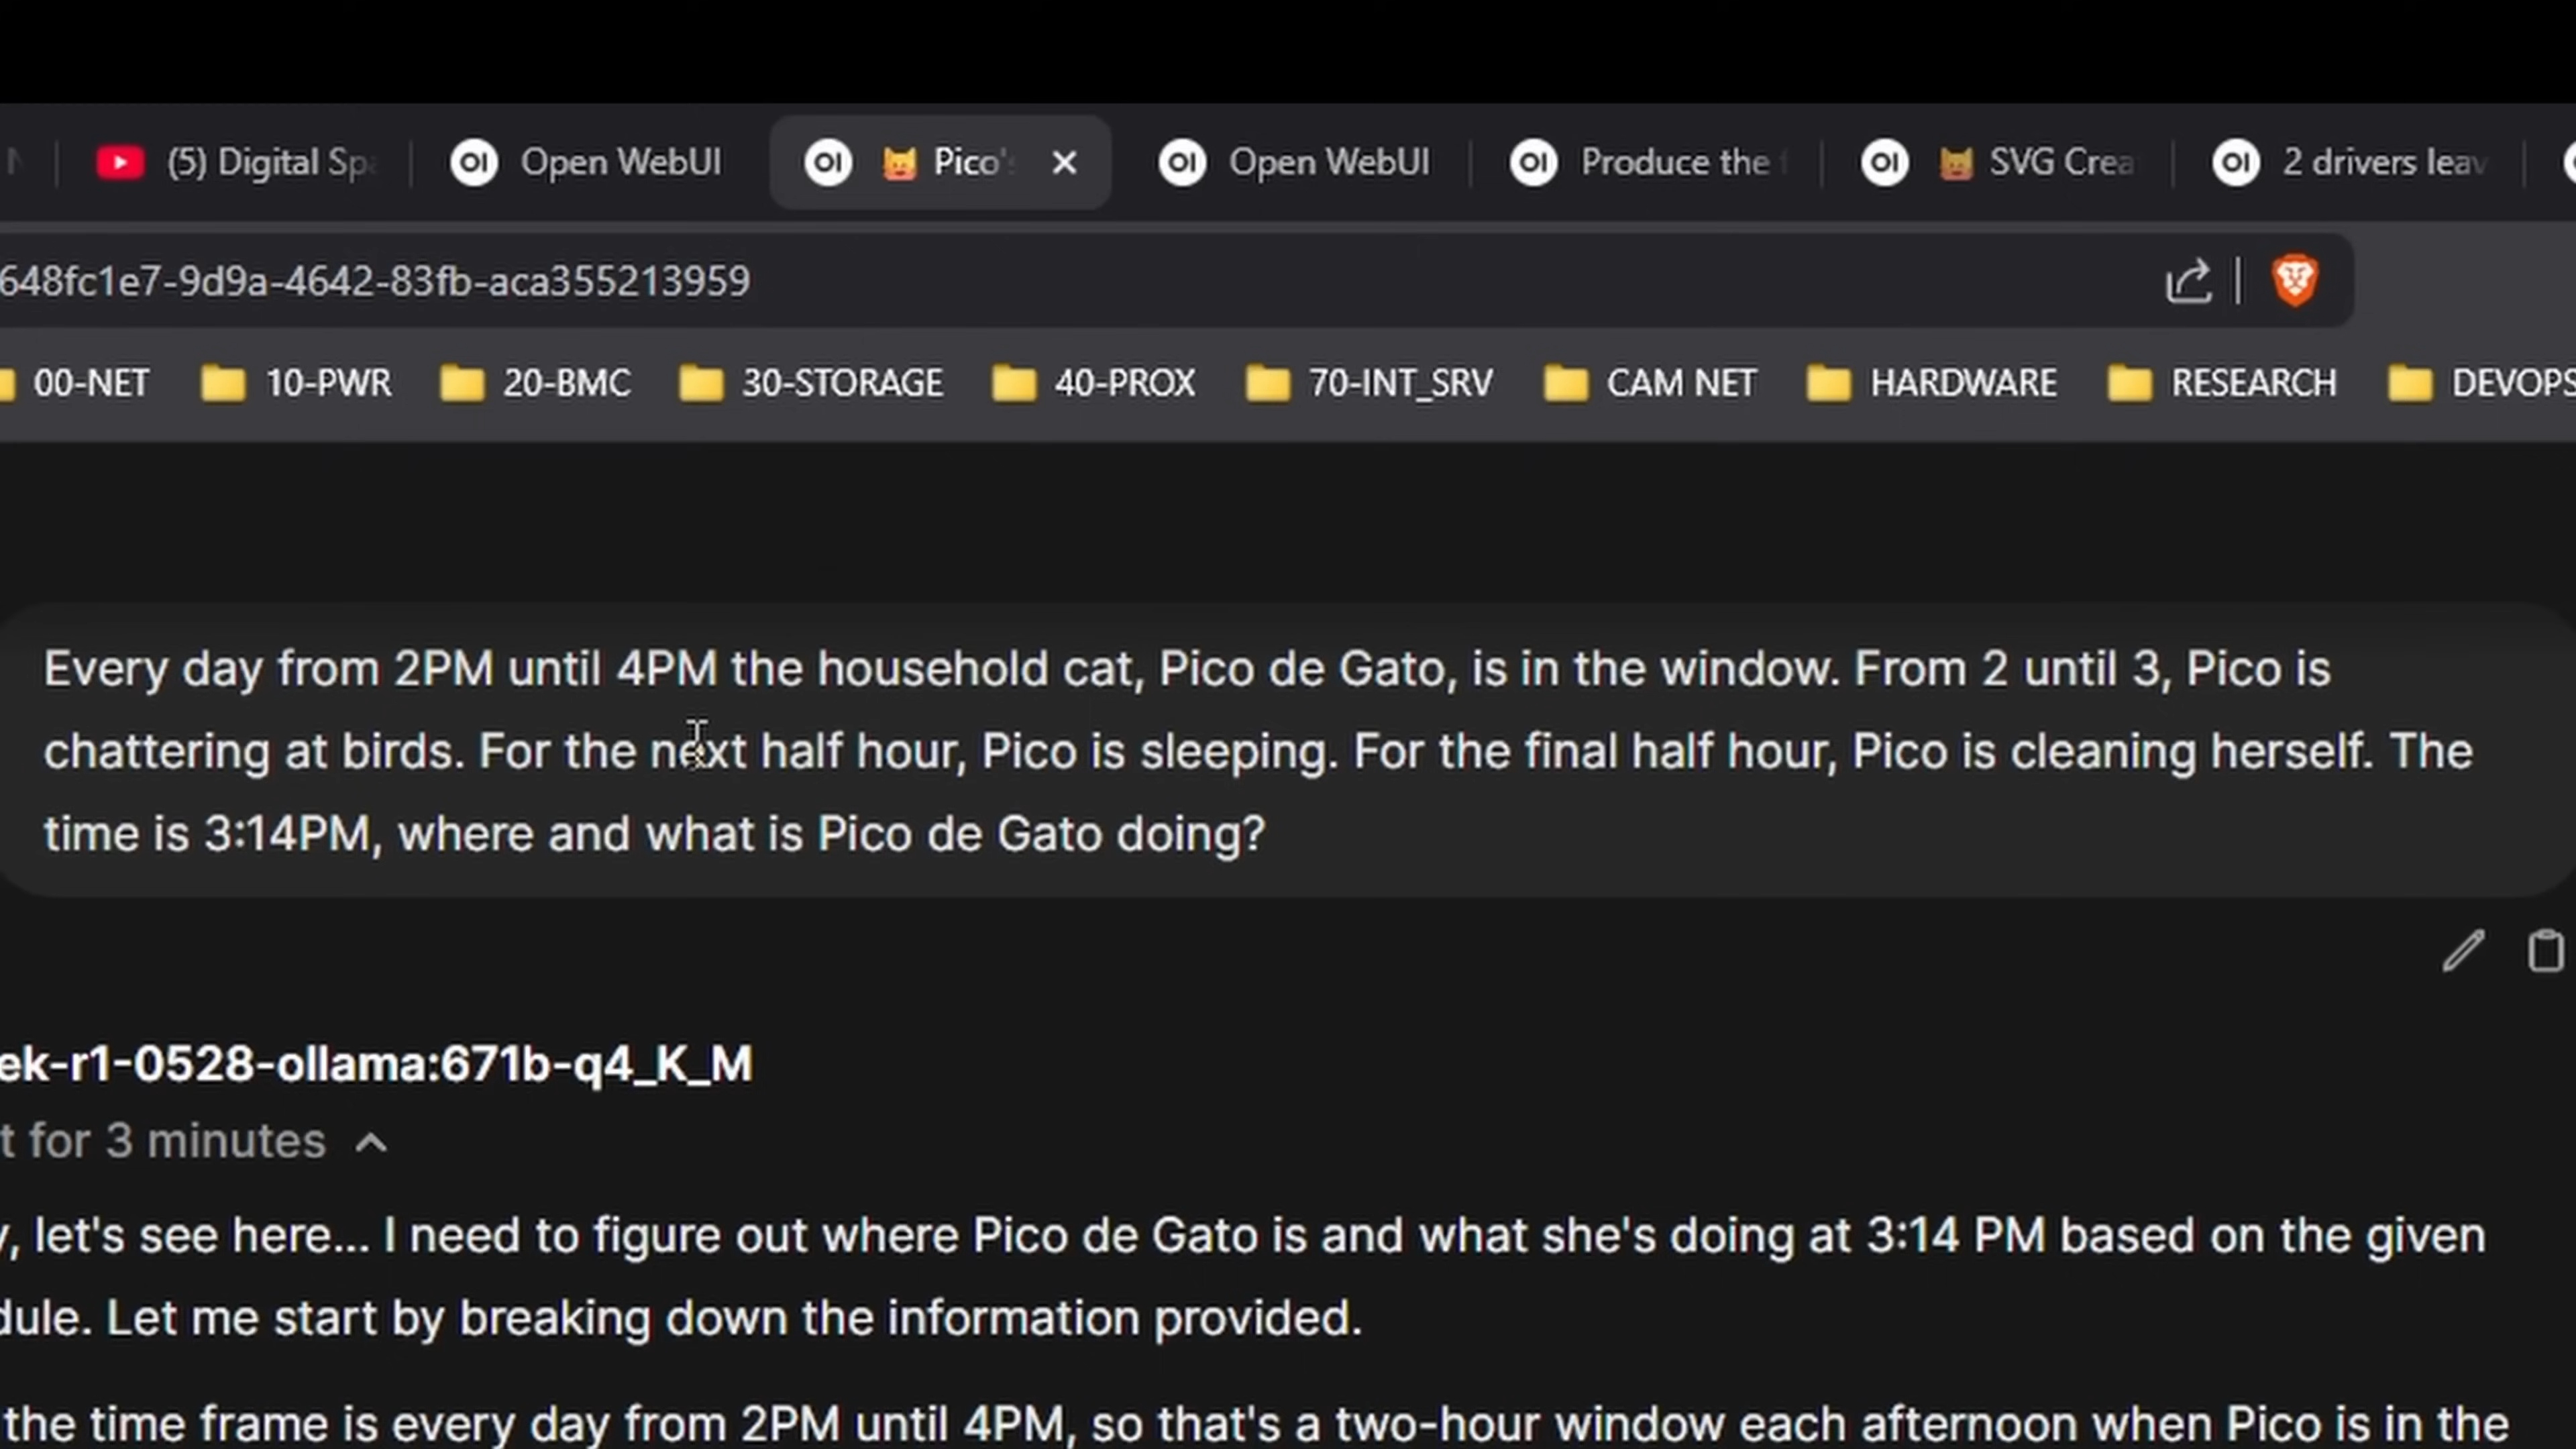 (5) Digital Spa Open WebUI Pico's Open WebUI Produce the SVG Crea 2 drivers leav
648fc1e7-9d9a-4642-83fb-aca355213959
00-NET 10-PWR 20-BMC 30-STORAGE 40-PROX 70-INT_SRV CAM NET HARDWARE RESEARCH DEVOPS
Every day from 2PM until 4PM the household cat, Pico de Gato, is in the window. From 2 until 3, Pico is
chattering at birds. For the next half hour, Pico is sleeping. For the final half hour, Pico is cleaning herself. The
time is 3:14PM, where and what is Pico de Gato doing?
ek-r1-0528-ollama:671b-q4_K_M
t for 3 minutes
y, let's see here... I need to figure out where Pico de Gato is and what she's doing at 3:14 PM based on the given
dule. Let me start by breaking down the information provided.
the time frame is every day from 2PM until 4PM, so that's a two-hour window each afternoon when Pico is in the